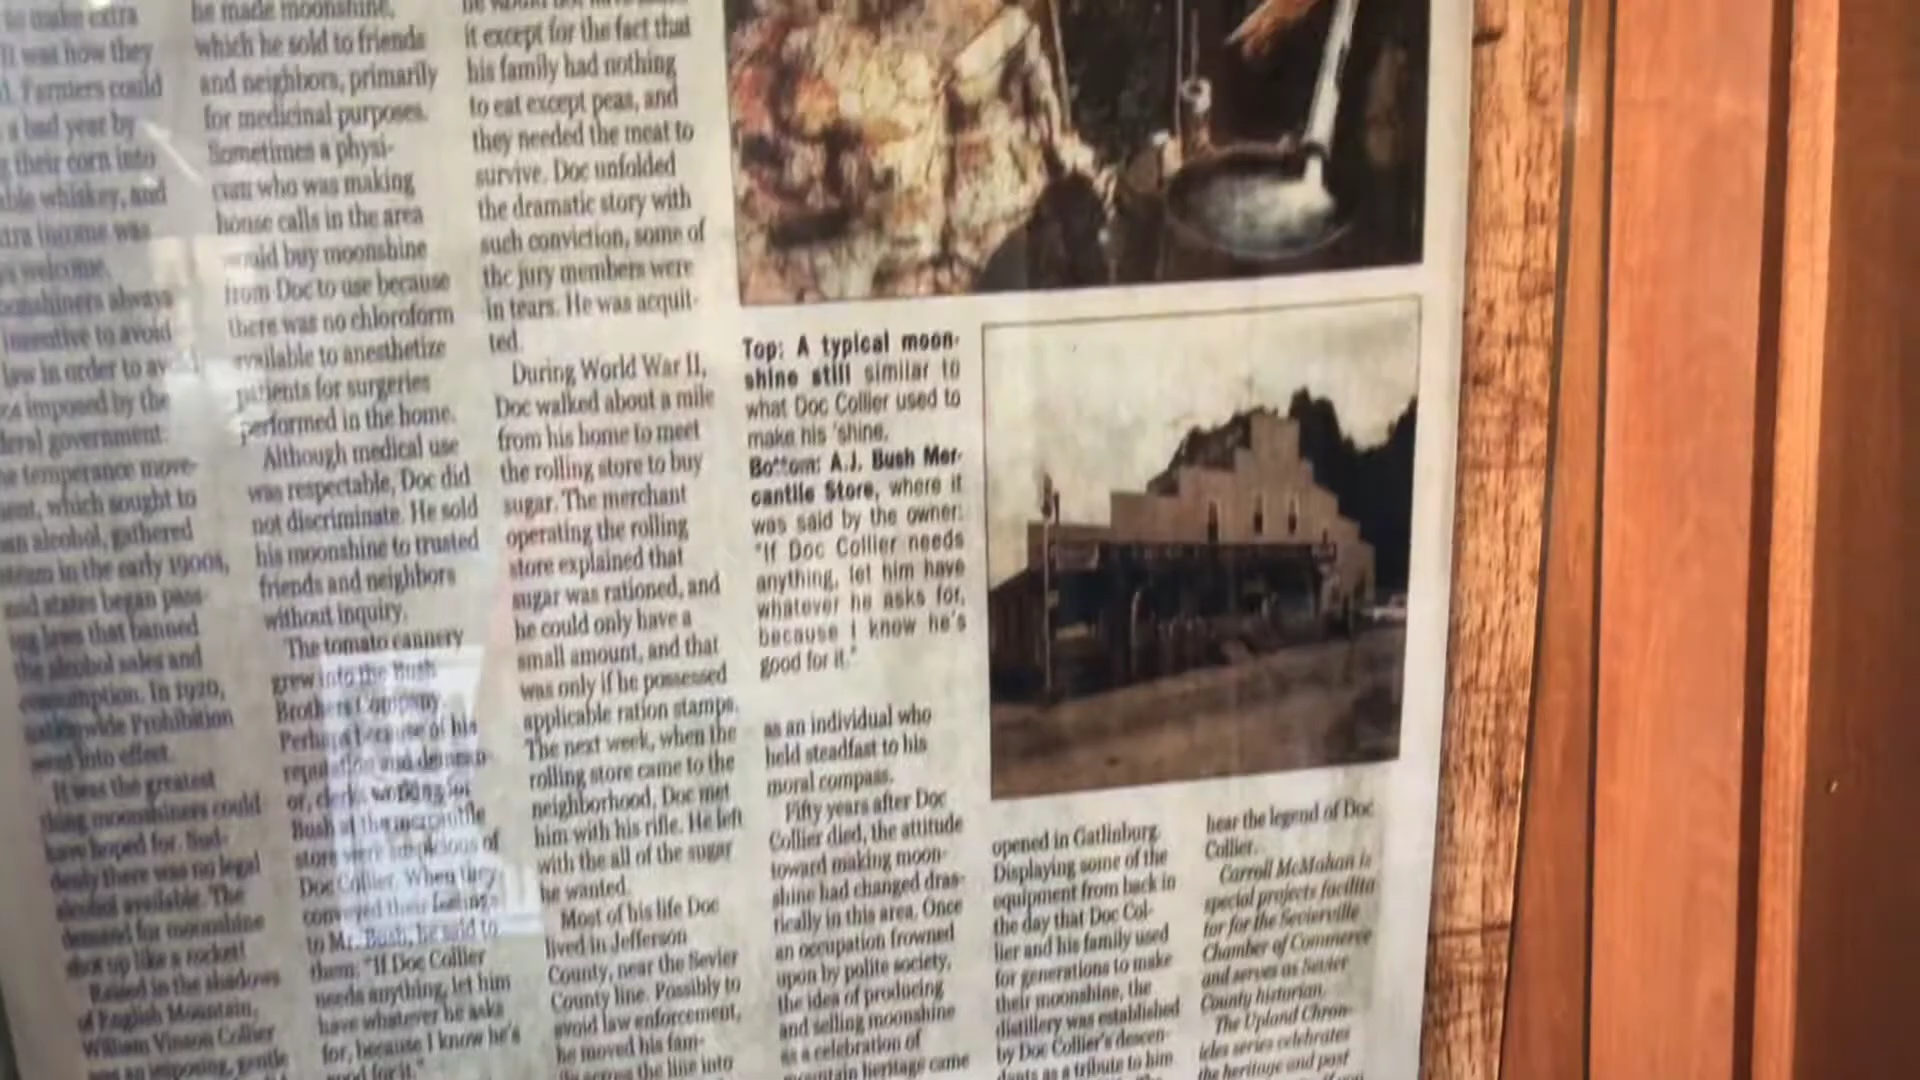 make extra
It was how they
Farmers could
a bad year by
their corn into
whiskey, and
income was
welcome.
always
inventive to avoid
law in order to
imposed by the
government.
temperance move-
which sought to
alcohol, gathered
steam in the early 1900s,
and states began pass-
ing laws that banned
the alcohol sales and
consumption. In 1920,
nationwide Prohibition
went into effect.
It was the greatest
thing moonshiners could
have hoped for. Sud-
denly there was no legal
alcohol available. The
demand for moonshine
shot up like a rocket!
Raised in the shadows
of English Mountain,
William Vinson Collier
was an imposing, gentle
he made moonshine,
which he sold to friends
and neighbors, primarily
for medicinal purposes.
Sometimes a physi-
cian who was making
house calls in the area
would buy moonshine
from Doc to use because
there was no chloroform
available to anesthetize
patients for surgeries
performed in the home.
Although medical use
was respectable, Doc did
not discriminate. He sold
his moonshine to trusted
friends and neighbors
without inquiry.
The tomato cannery
grew into the Bush
Brothers Company.
Perhaps because of his
reputation and demean-
or, clerks working for
Bush at the mercantile
store were suspicious of
Doc Collier. When they
conveyed their feelings
to Mr. Bush, he said to
them: "If Doc Collier
needs anything, let him
have whatever he asks
for, because I know he's
good for it."
it except for the fact that
his family had nothing
to eat except peas, and
they needed the meat to
survive. Doc unfolded
the dramatic story with
such conviction, some of
the jury members were
in tears. He was acquit-
ted.
During World War II,
Doc walked about a mile
from his home to meet
the rolling store to buy
sugar. The merchant
operating the rolling
store explained that
sugar was rationed, and
he could only have a
small amount, and that
was only if he possessed
applicable ration stamps.
The next week, when the
rolling store came to the
neighborhood, Doc met
him with his rifle. He left
with the all of the sugar
he wanted.
Most of his life Doc
lived in Jefferson
County, near the Sevier
County line. Possibly to
avoid law enforcement,
he moved his fam-
ily across the line into
Top: A typical moon-
shine still similar to
what Doc Collier used to
make his 'shine.
Bottom: A.J. Bush Mer-
cantile Store, where it
was said by the owner:
"If Doc Collier needs
anything, let him have
whatever he asks for,
because I know he's
good for it."
as an individual who
held steadfast to his
moral compass.
Fifty years after Doc
Collier died, the attitude
toward making moon-
shine had changed dras-
tically in this area. Once
an occupation frowned
upon by polite society,
the idea of producing
and selling moonshine
as a celebration of
mountain heritage came
opened in Gatlinburg.
Displaying some of the
equipment from back in
the day that Doc Col-
lier and his family used
for generations to make
their moonshine, the
distillery was established
by Doc Collier's descen-
dants as a tribute to him
hear the legend of Doc
Collier.
Carroll McMahan is
special projects facilita
tor for the Sevierville
Chamber of Commerce
and serves as Sevier
County historian.
The Upland Chron-
icles series celebrates
the heritage and past